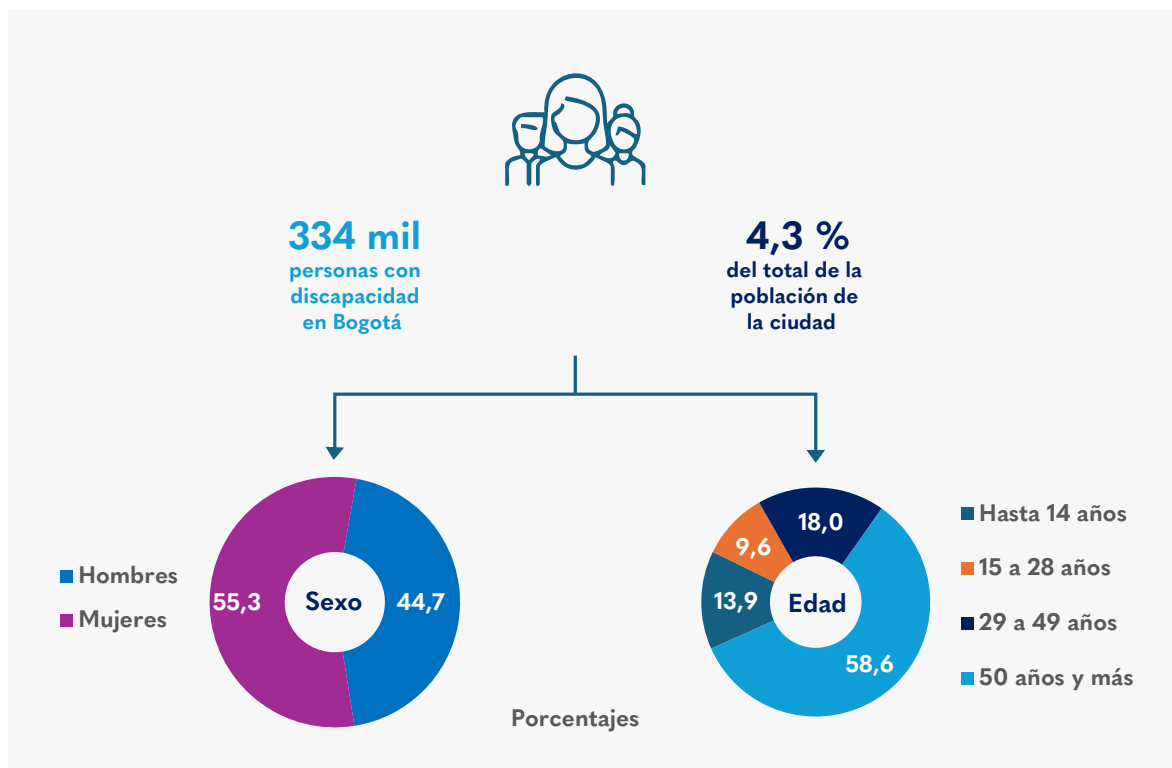 334 mil
personas con
discapacidad
en Bogotá
4,3 %
del total de la
población de
la ciudad
Hombres
Mujeres
55,3
Sexo
44,7
18,0
9,6
13,9
Edad
58,6
Hasta 14 años
15 a 28 años
29 a 49 años
50 años y más
Porcentajes